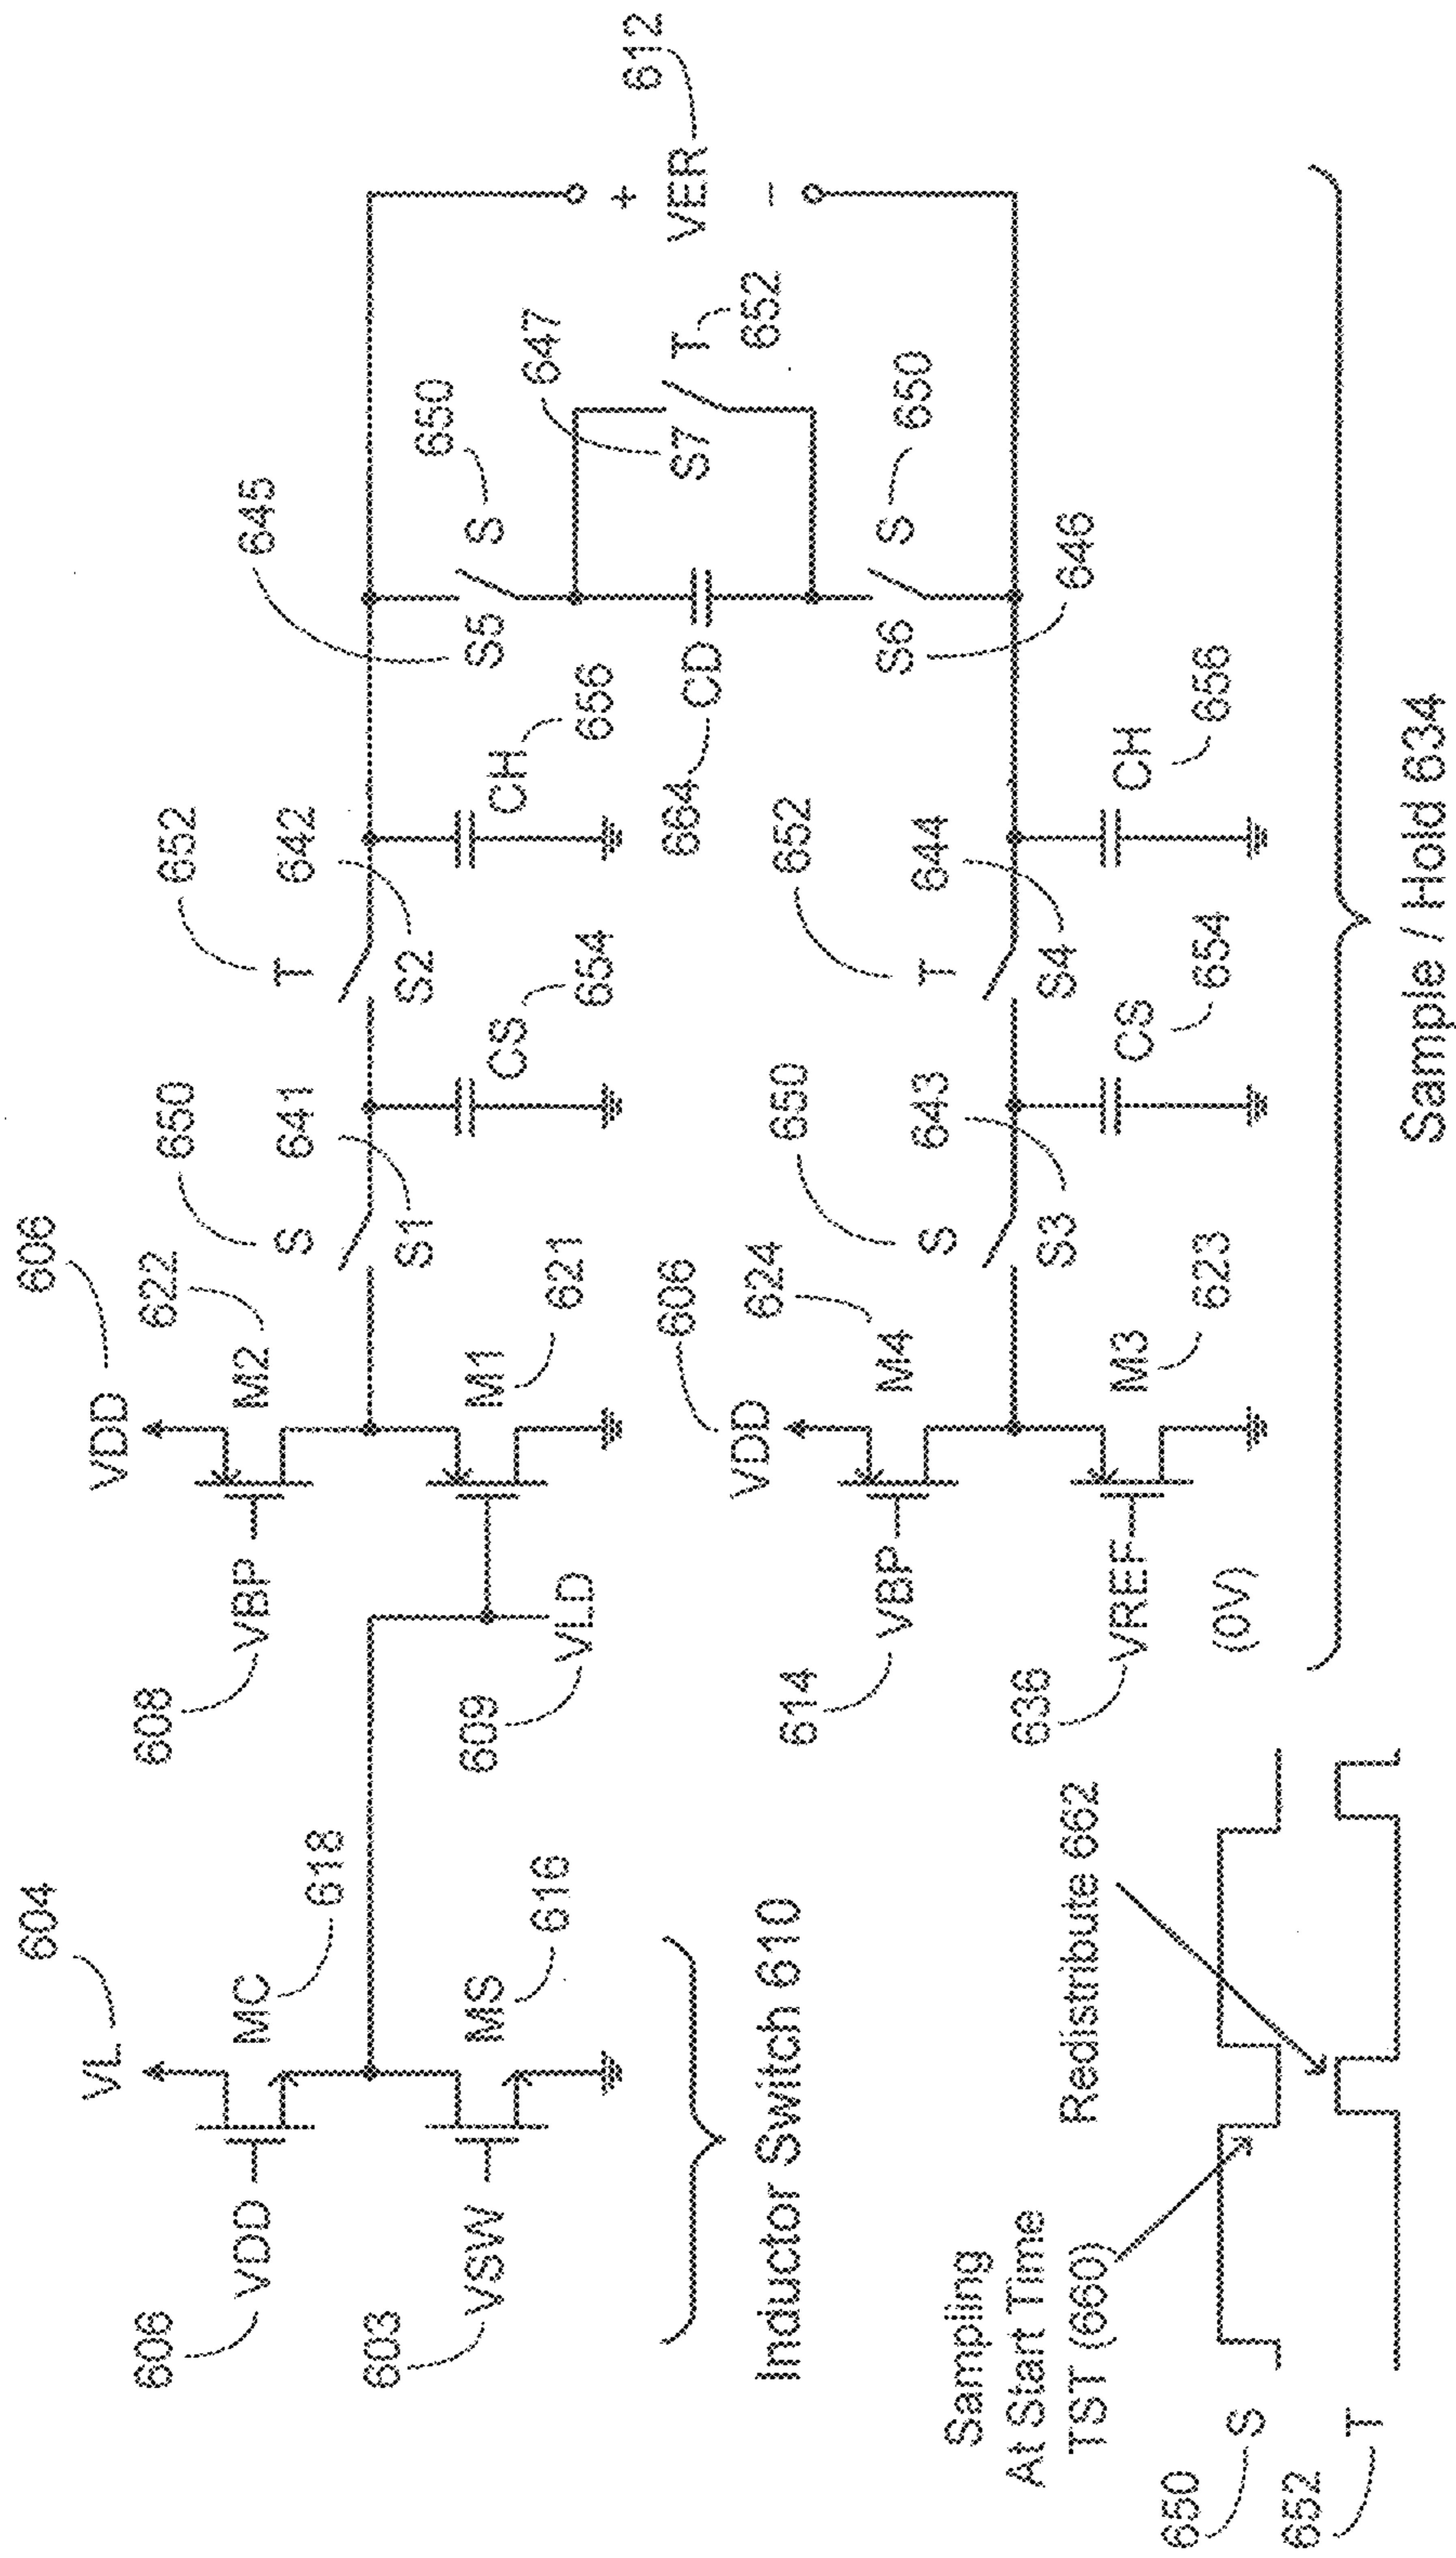 604
VL
MC
618
606
VDD
603
VSW
MS
616
Inductor Switch 610
606
VDD
622
M2
608
VBP
M1
621
609
VLD
606
VDD
624
M4
614
VBP
M3
623
636
VREF
(0V)
650
S
641
S1
CS
654
652
T
642
S2
CH
656
650
S
643
S3
CS
654
652
T
644
S4
CH
656
645
S5
S
650
664
CD
647
S7
T
652
S6
S
650
646
+
VER
612
–
Sample / Hold 634
Sampling
At Start Time
TST (660)
Redistribute 662
650
S
652
T